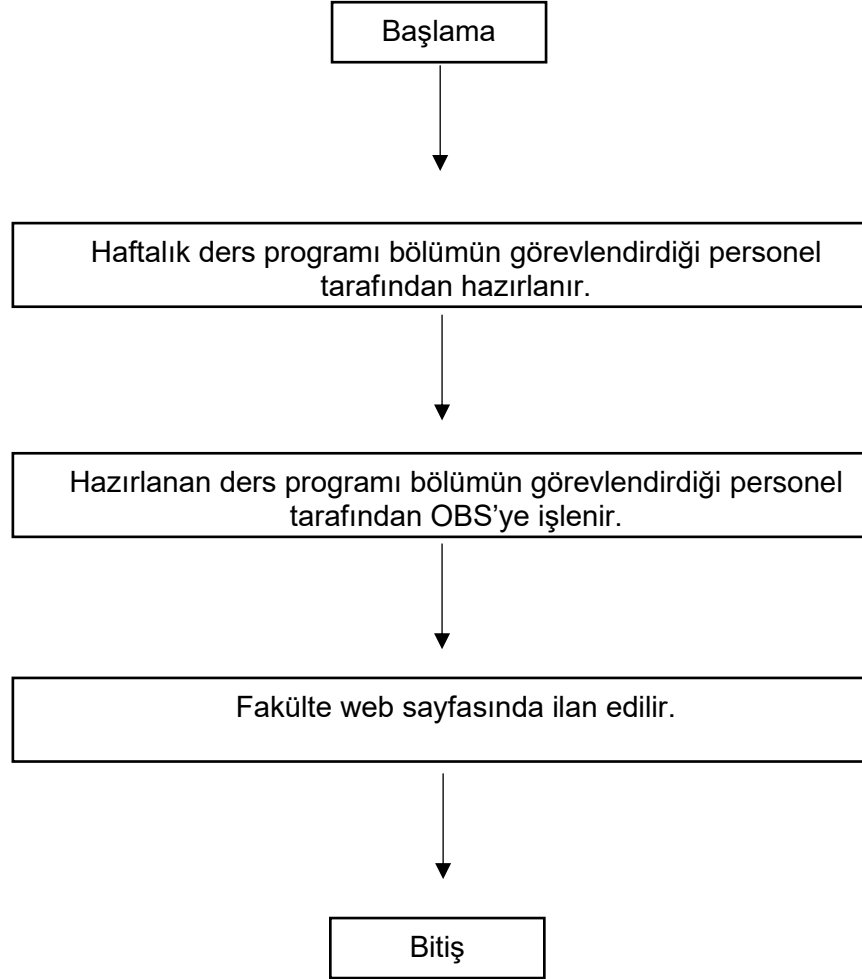 Başlama
Haftalık ders programı bölümün görevlendirdiği personel
tarafından hazırlanır.
Hazırlanan ders programı bölümün görevlendirdiği personel
tarafından OBS’ye işlenir.
Fakülte web sayfasında ilan edilir.
Bitiş